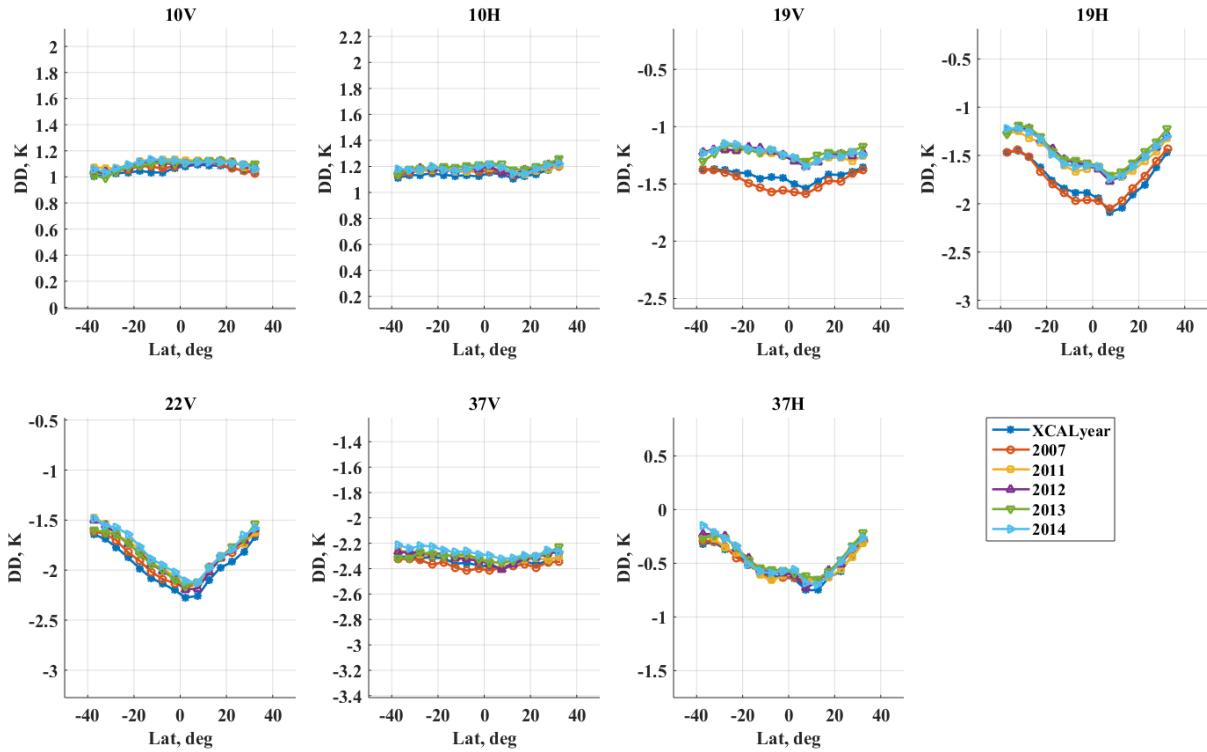 10V
2
1.8
1.6
1.4
1.2
1
0.8
0.6
0.4
0.2
0
DD, K
-40 -20 0 20 40
Lat, deg
10H
2.2
2
1.8
1.6
1.4
1.2
1
0.8
0.6
0.4
0.2
DD, K
-40 -20 0 20 40
Lat, deg
19V
-0.5
-1
-1.5
-2
-2.5
DD, K
-40 -20 0 20 40
Lat, deg
19H
-0.5
-1
-1.5
-2
-2.5
-3
DD, K
-40 -20 0 20 40
Lat, deg
22V
-0.5
-1
-1.5
-2
-2.5
-3
DD, K
-40 -20 0 20 40
Lat, deg
37V
-1.4
-1.6
-1.8
-2
-2.2
-2.4
-2.6
-2.8
-3
-3.2
-3.4
DD, K
-40 -20 0 20 40
Lat, deg
37H
0.5
0
-0.5
-1
-1.5
DD, K
-40 -20 0 20 40
Lat, deg
XCALyear
2007
2011
2012
2013
2014